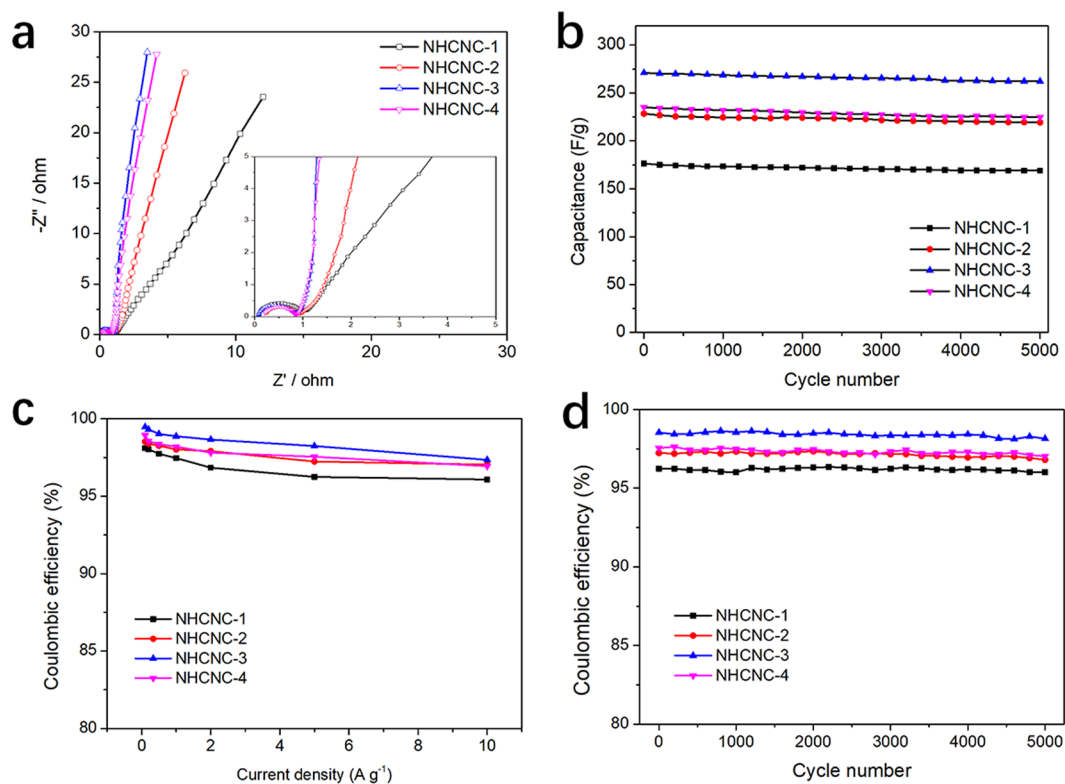 a
30
25
20
15
10
5
0
-Z" / ohm
0
10
20
30
Z' / ohm
NHCNC-1
NHCNC-2
NHCNC-3
NHCNC-4
5
4
3
2
1
0
0
1
2
3
4
5
b
300
250
200
150
100
50
0
Capacitance (F/g)
0
1000
2000
3000
4000
5000
Cycle number
NHCNC-1
NHCNC-2
NHCNC-3
NHCNC-4
c
100
95
90
85
80
Coulombic efficiency (%)
0
2
4
6
8
10
Current density (A g⁻¹)
NHCNC-1
NHCNC-2
NHCNC-3
NHCNC-4
d
100
95
90
85
80
Coulombic efficiency (%)
0
1000
2000
3000
4000
5000
Cycle number
NHCNC-1
NHCNC-2
NHCNC-3
NHCNC-4